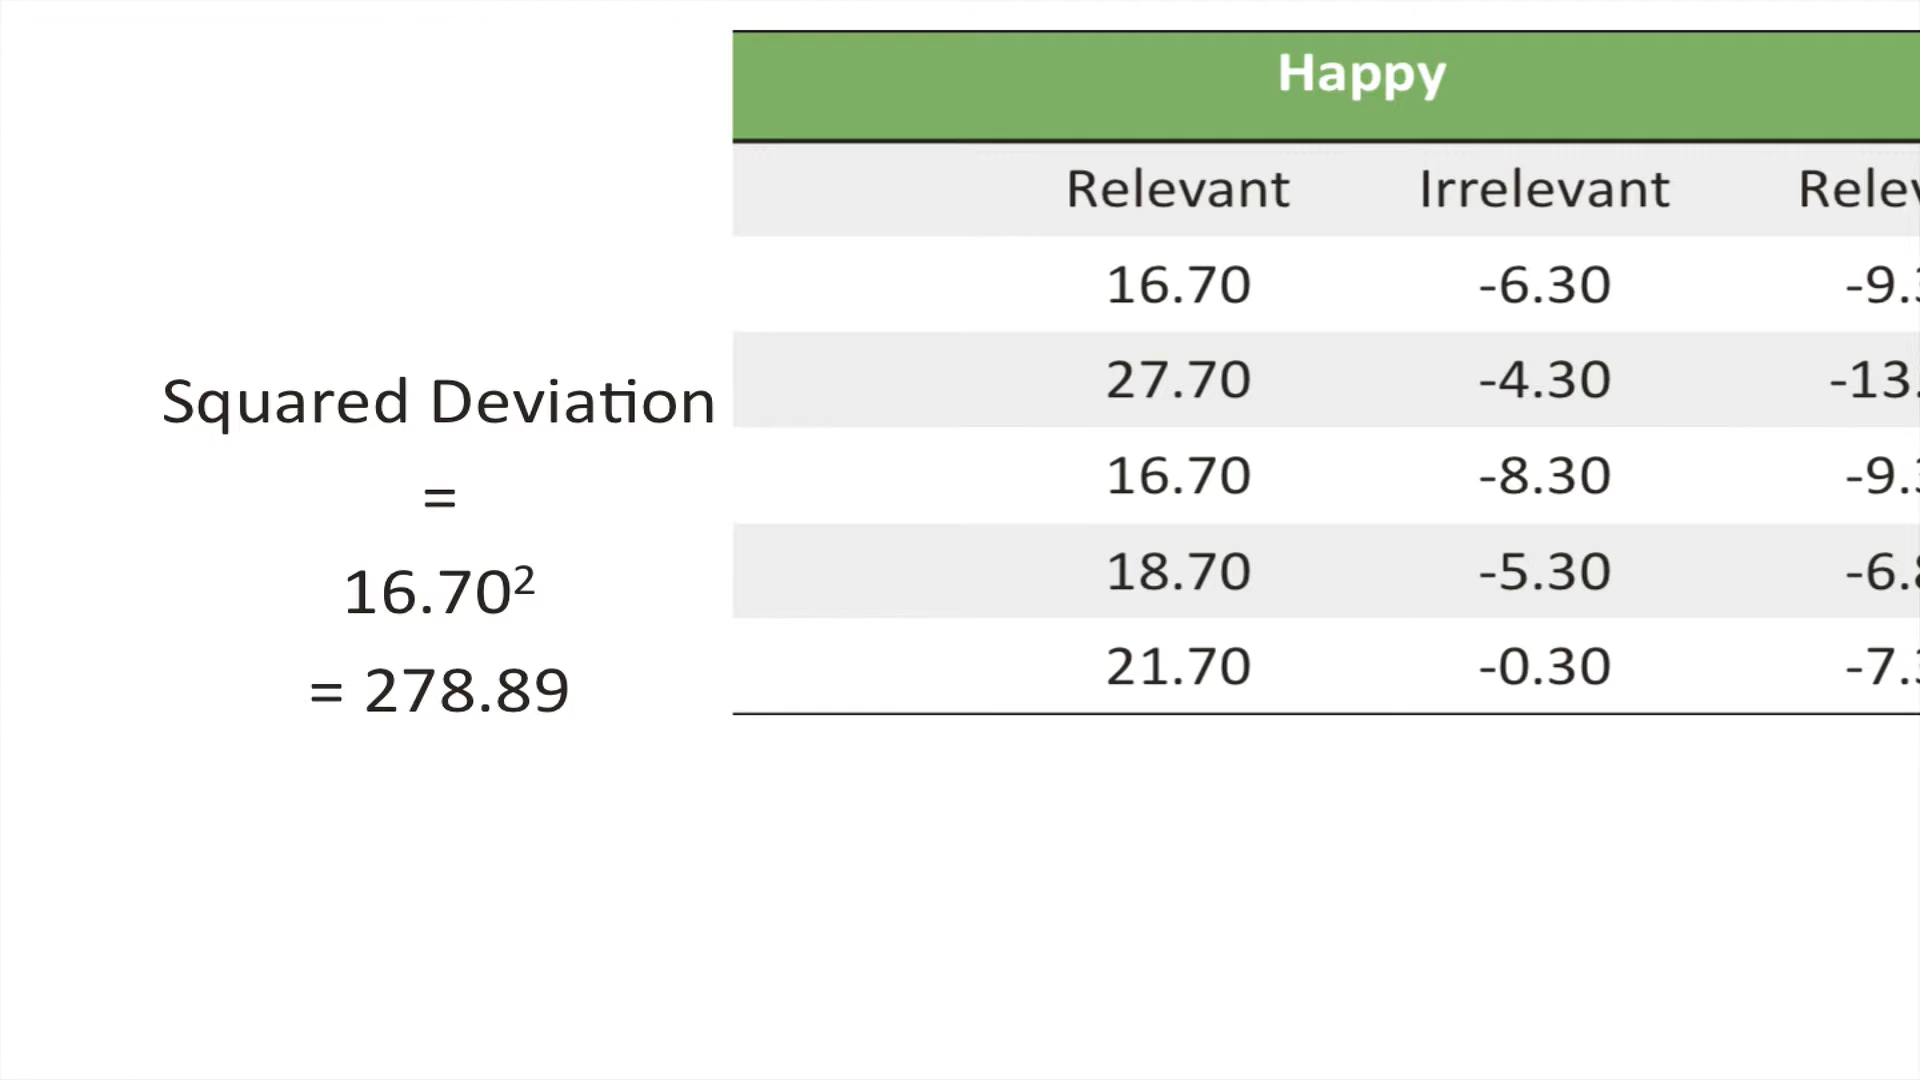 Happy
Relevant Irrelevant
16.70 -6.30
27.70 -4.30
Squared Deviation
16.70 -8.30
=
18.70 -5.30
16.70²
21.70 -0.30
= 278.89